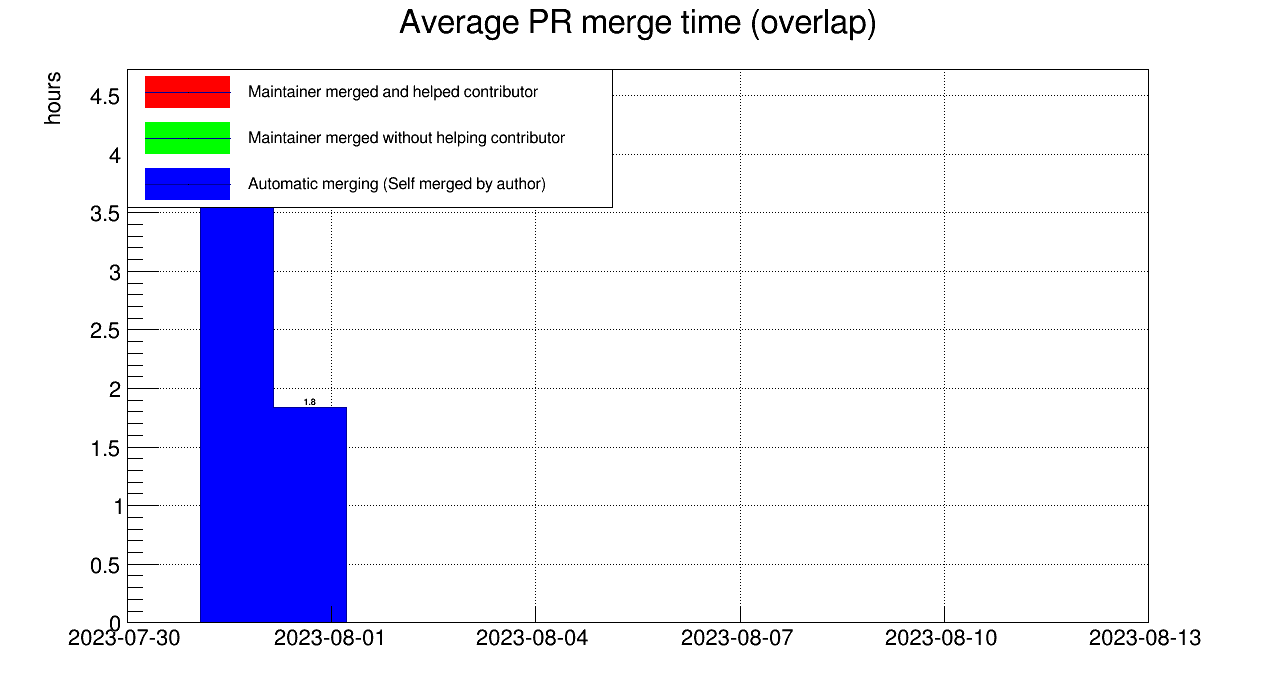 Average PR merge time (overlap)
hours
Maintainer merged and helped contributor
Maintainer merged without helping contributor
Automatic merging (Self merged by author)
4.5
4
3.5
3
2.5
2
1.8
1.5
1
0.5
0
2023-07-30 2023-08-01 2023-08-04 2023-08-07 2023-08-10 2023-08-13